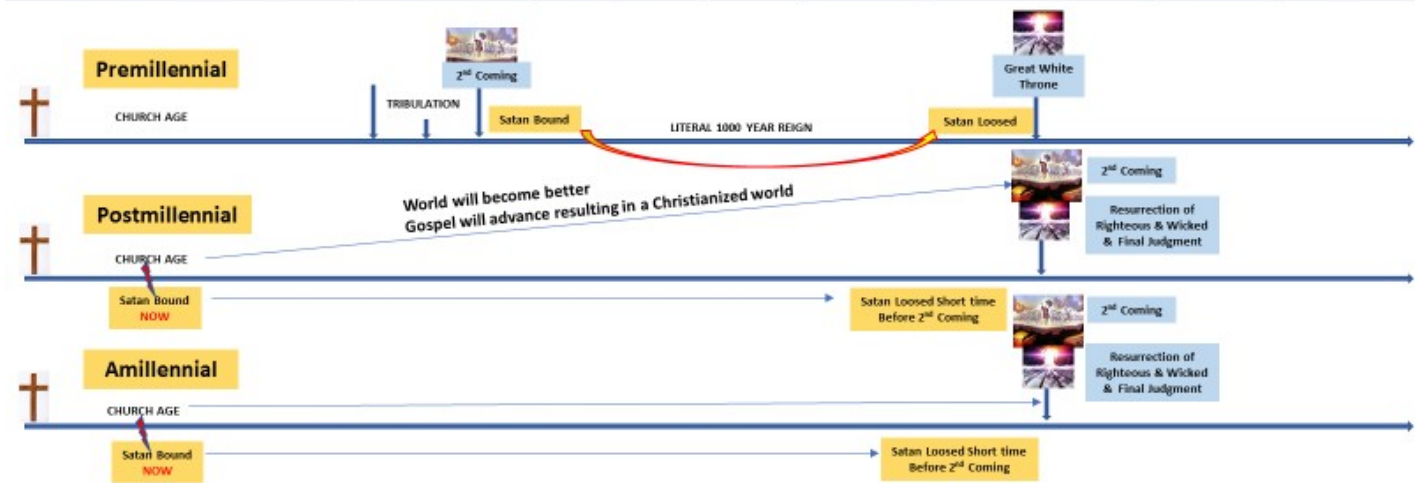 Premillennial
CHURCH AGE
TRIBULATION
2nd Coming
Satan Bound
LITERAL 1000 YEAR REIGN
Satan Loosed
Great White
Throne
Postmillennial
CHURCH AGE
World will become better
Gospel will advance resulting in a Christianized world
2nd Coming
Resurrection of
Righteous & Wicked
& Final Judgment
Satan Bound
NOW
Satan Loosed Short time
Before 2nd Coming
Amillennial
CHURCH AGE
2nd Coming
Resurrection of
Righteous & Wicked
& Final Judgment
Satan Bound
NOW
Satan Loosed Short time
Before 2nd Coming